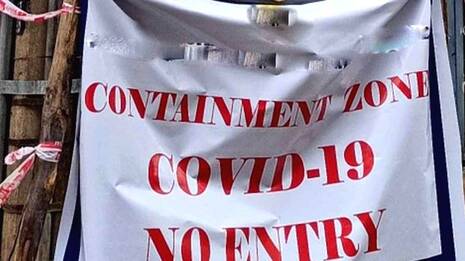 CONTAINMENT ZONE
COVID-19
NO ENTRY